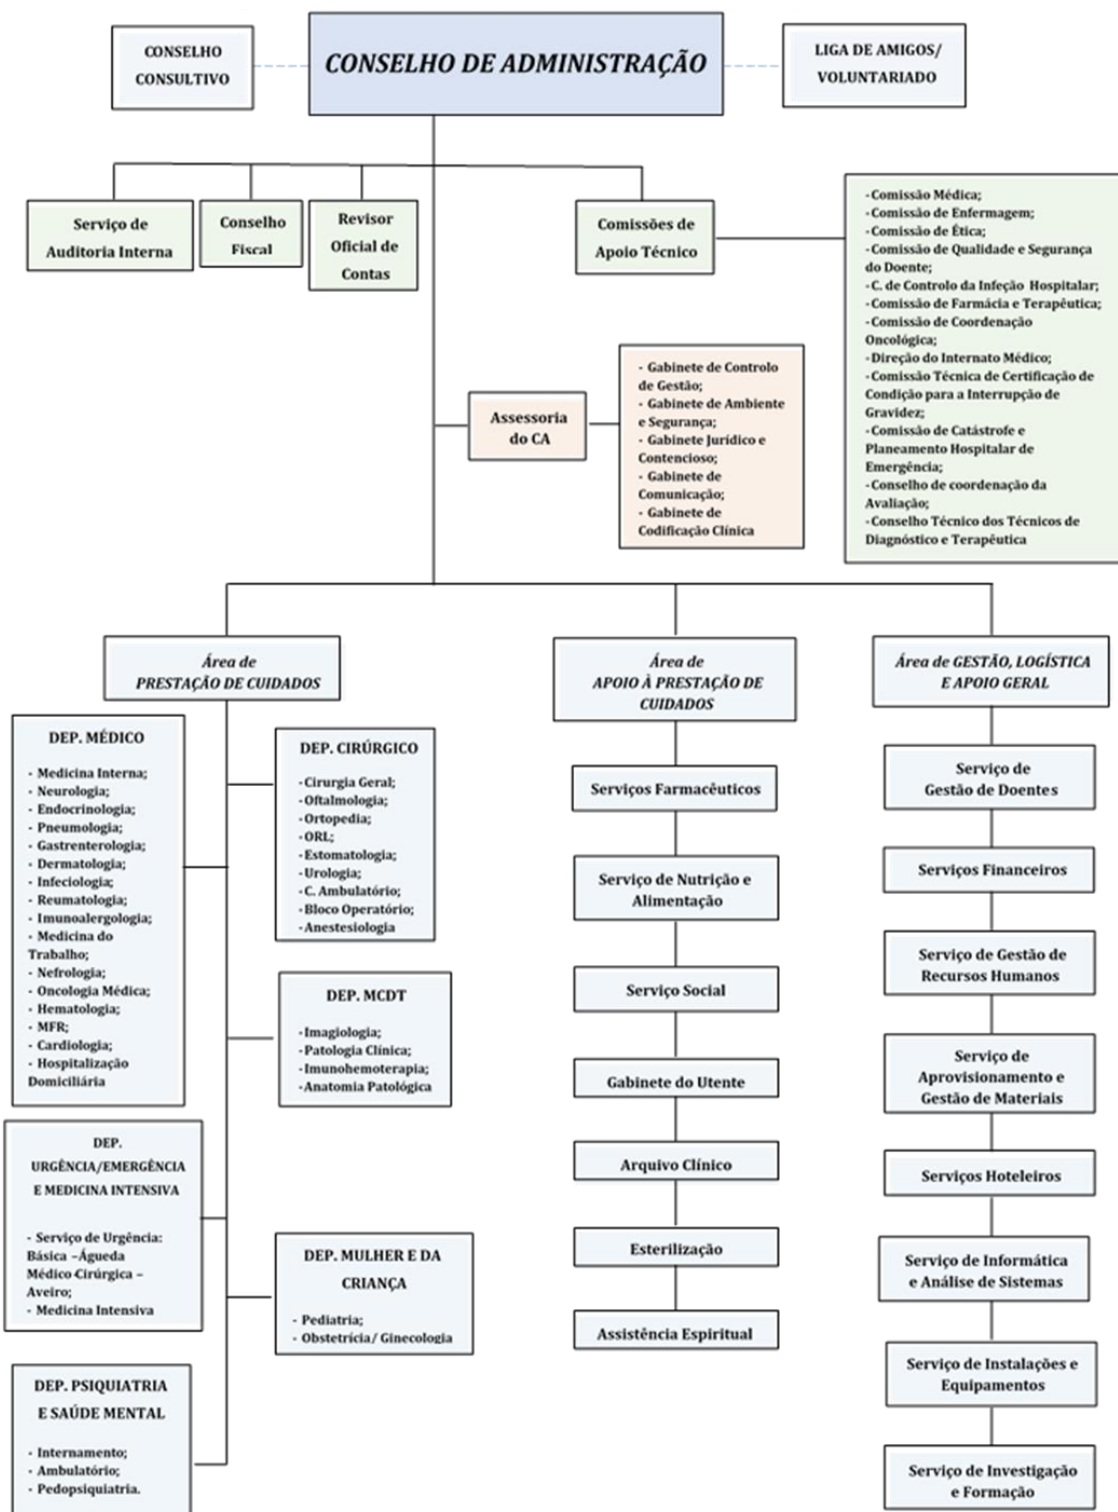 CONSELHO
CONSULTIVO
CONSELHO DE ADMINISTRAÇÃO
LIGA DE AMIGOS/
VOLUNTARIADO
Serviço de
Auditoria Interna
Conselho
Fiscal
Revisor
Oficial de
Contas
Comissões de
Apoio Técnico
-Comissão Médica;
-Comissão de Enfermagem;
-Comissão de Ética;
-Comissão de Qualidade e Segurança
do Doente;
-C. de Controlo da Infeção Hospitalar;
-Comissão de Farmácia e Terapêutica;
-Comissão de Coordenação
Oncológica;
-Direção do Internato Médico;
-Comissão Técnica de Certificação de
Condição para a Interrupção de
Gravidez;
-Comissão de Catástrofe e
Planeamento Hospitalar de
Emergência;
-Conselho de coordenação da
Avaliação;
-Conselho Técnico dos Técnicos de
Diagnóstico e Terapêutica
Assessoria
do CA
- Gabinete de Controlo
de Gestão;
- Gabinete de Ambiente
e Segurança;
- Gabinete Jurídico e
Contencioso;
- Gabinete de
Comunicação;
- Gabinete de
Codificação Clínica
Área de
PRESTAÇÃO DE CUIDADOS
DEP. MÉDICO
- Medicina Interna;
- Neurologia;
- Endocrinologia;
- Pneumologia;
- Gastrenterologia;
- Dermatologia;
- Infeciologia;
- Reumatologia;
- Imunoalergologia;
- Medicina do
Trabalho;
- Nefrologia;
- Oncologia Médica;
- Hematologia;
- MFR;
- Cardiologia;
- Hospitalização
Domiciliária
DEP. CIRÚRGICO
-Cirurgia Geral;
-Oftalmologia;
-Ortopedia;
-ORL;
-Estomatologia;
-Urologia;
-C. Ambulatório;
-Bloco Operatório;
-Anestesiologia
DEP. MCDT
-Imagiologia;
-Patologia Clínica;
-Imunohemoterapia;
-Anatomia Patológica
DEP.
URGÊNCIA/EMERGÊNCIA
E MEDICINA INTENSIVA
- Serviço de Urgência:
Básica –Águeda
Médico-Cirúrgica –
Aveiro;
- Medicina Intensiva
DEP. MULHER E DA
CRIANÇA
- Pediatria;
- Obstetrícia/ Ginecologia
DEP. PSIQUIATRIA
E SAÚDE MENTAL
- Internamento;
- Ambulatório;
- Pedopsiquiatria.
Área de
APOIO À PRESTAÇÃO DE
CUIDADOS
Serviços Farmacêuticos
Serviço de Nutrição e
Alimentação
Serviço Social
Gabinete do Utente
Arquivo Clínico
Esterilização
Assistência Espiritual
Área de GESTÃO, LOGÍSTICA
E APOIO GERAL
Serviço de
Gestão de Doentes
Serviços Financeiros
Serviço de Gestão de
Recursos Humanos
Serviço de
Aprovisionamento e
Gestão de Materiais
Serviços Hoteleiros
Serviço de Informática
e Análise de Sistemas
Serviço de Instalações e
Equipamentos
Serviço de Investigação
e Formação